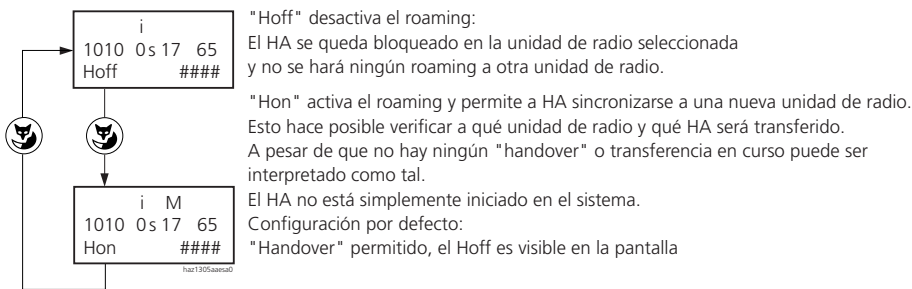 i
1010 0s 17 65
Hoff ####
"Hoff" desactiva el roaming:
El HA se queda bloqueado en la unidad de radio seleccionada
y no se hará ningún roaming a otra unidad de radio.
"Hon" activa el roaming y permite a HA sincronizarse a una nueva unidad de radio.
Esto hace posible verificar a qué unidad de radio y qué HA será transferido.
A pesar de que no hay ningún "handover" o transferencia en curso puede ser
interpretado como tal.
El HA no está simplemente iniciado en el sistema.
Configuración por defecto:
"Handover" permitido, el Hoff es visible en la pantalla
i M
1010 0s 17 65
Hon ####
haz1305aaesa0